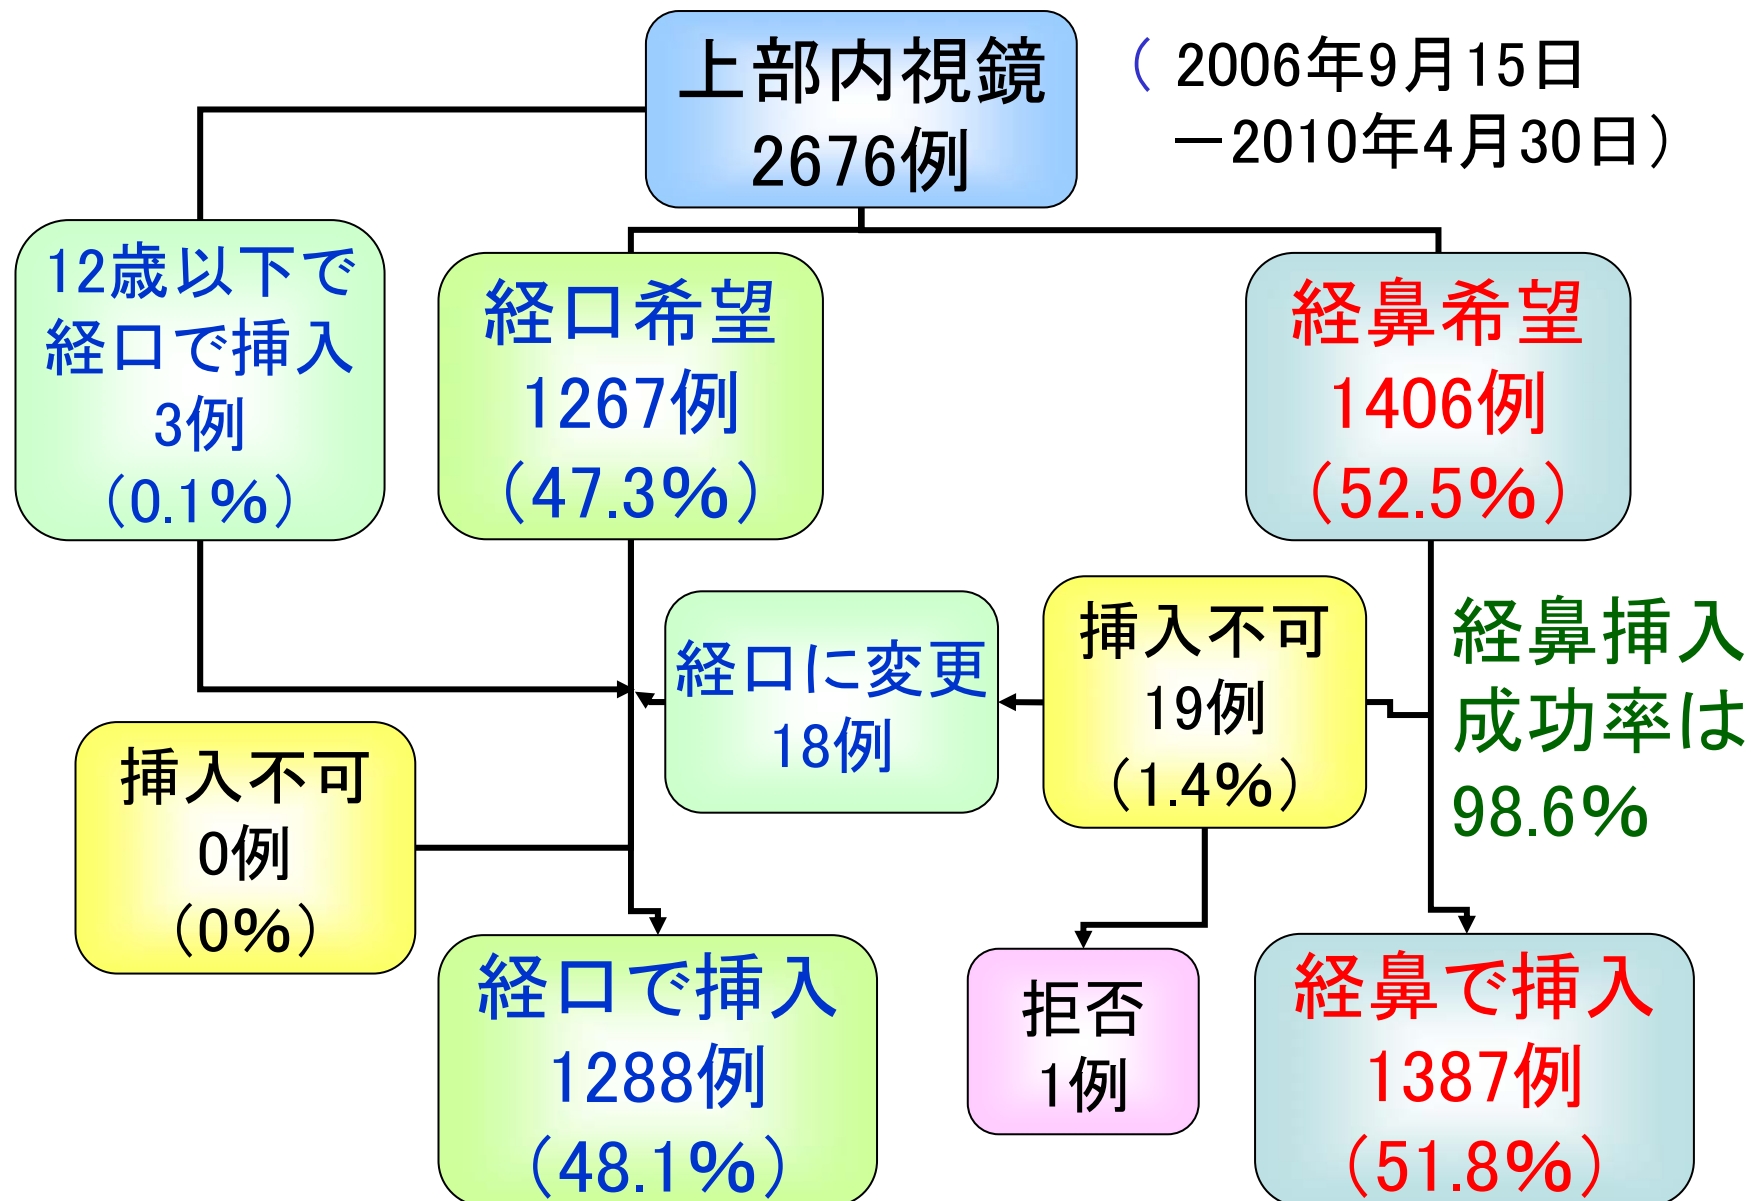 上部内視鏡
2676例
（ 2006年9月15日
－2010年4月30日）
12歳以下で
経口で挿入
3例
（0.1％）
経口希望
1267例
（47.3％）
経鼻希望
1406例
（52.5％）
経口に変更
18例
挿入不可
19例
（1.4％）
経鼻挿入
成功率は
98.6％
挿入不可
0例
（0％）
経口で挿入
1288例
（48.1％）
拒否
1例
経鼻で挿入
1387例
（51.8％）